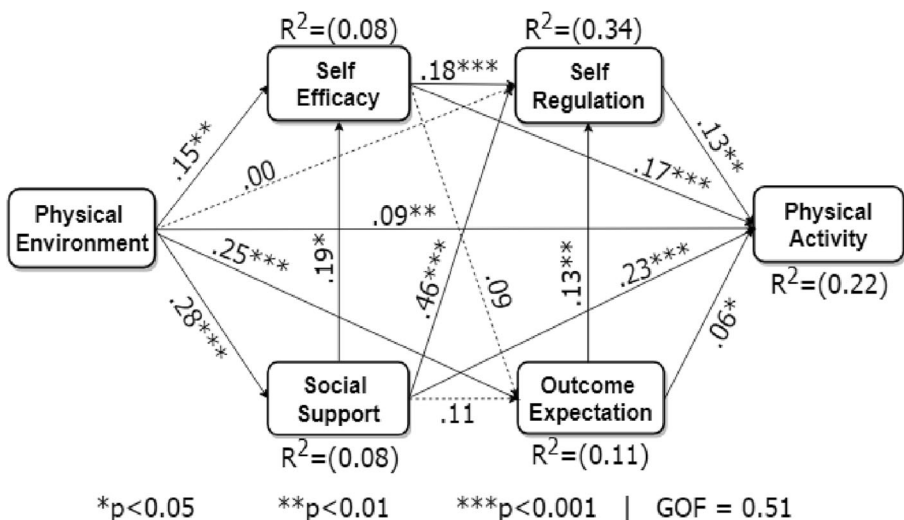 R²=(0.08)
R²=(0.34)
Self
Efficacy
.18***
Self
Regulation
.15**
.00
.13**
.17***
Physical
Environment
.09**
Physical
Activity
R²=(0.22)
.25***
.19*
.46****
.09
.13**
.23***
.28***
.06*
Social
Support
.11
Outcome
Expectation
R²=(0.08)
R²=(0.11)
*p<0.05 **p<0.01 ***p<0.001 | GOF = 0.51